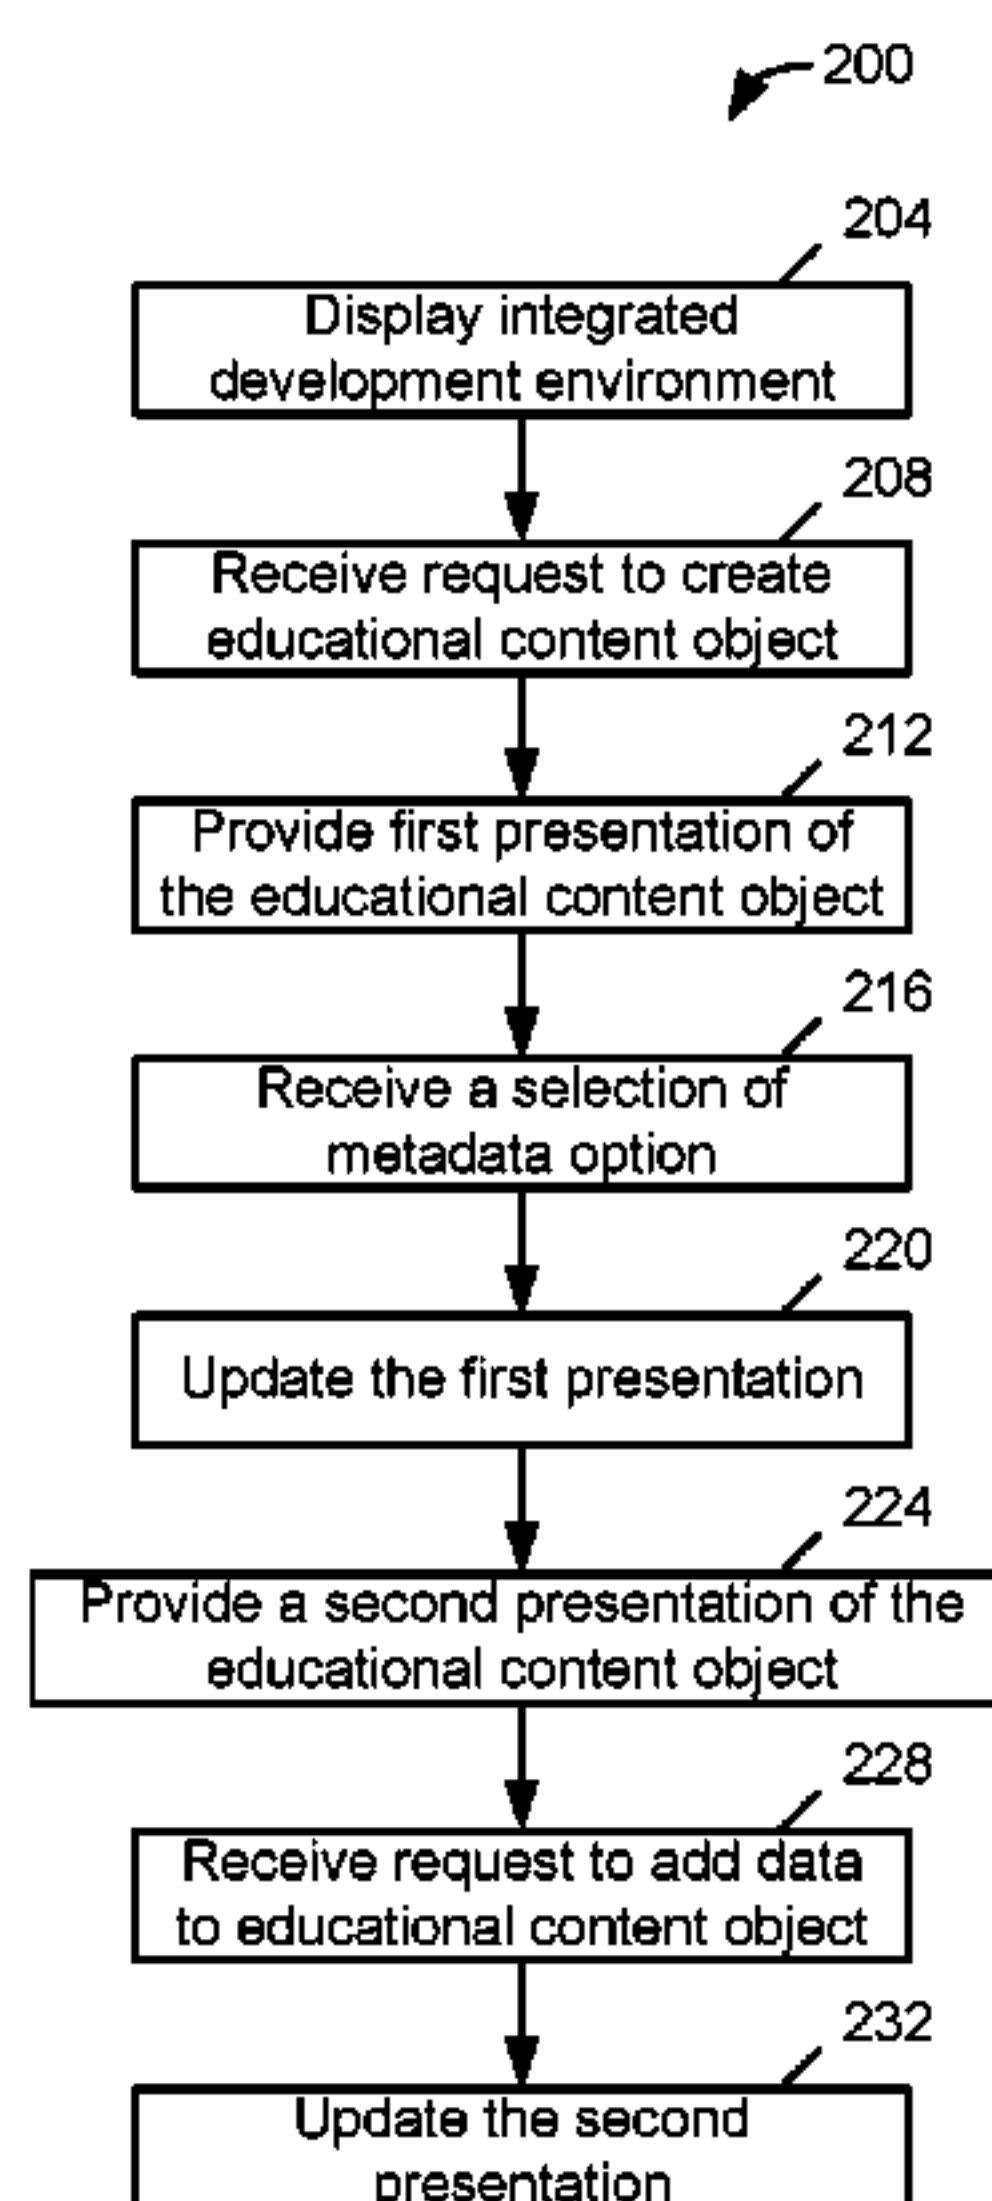 200
204
Display integrated
development environment
208
Receive request to create
educational content object
212
Provide first presentation of
the educational content object
216
Receive a selection of
metadata option
220
Update the first presentation
224
Provide a second presentation of the
educational content object
228
Receive request to add data
to educational content object
232
Update the second
presentation